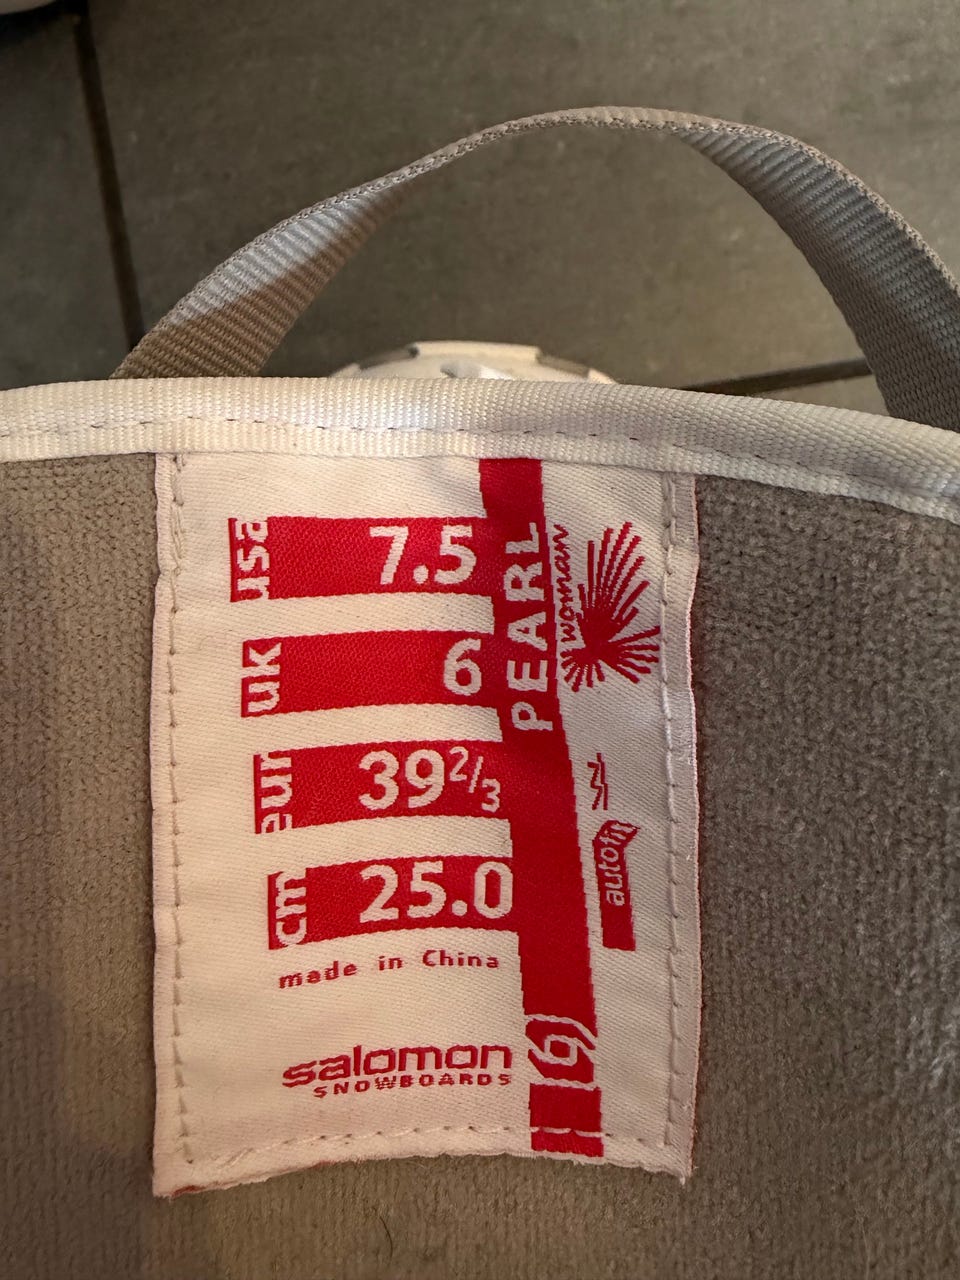 usa 7.5
uk 6
eur 39 2/3
cm 25.0
made in China
salomon
SNOWBOARDS
PEARL
woman
autofit